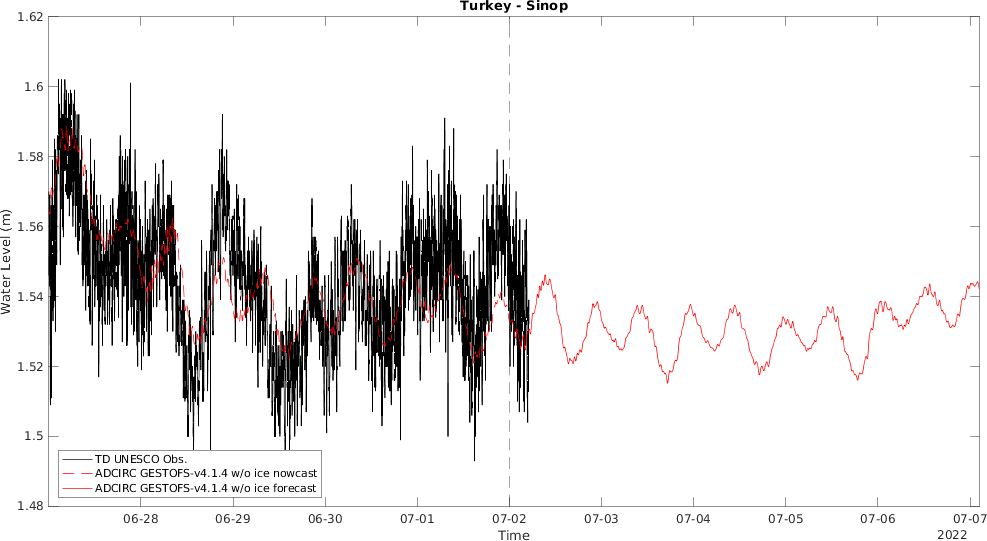 Turkey - Sinop
1.62
1.6
1.58
1.56
1.54
1.52
1.5
1.48
Water Level (m)
TD UNESCO Obs.
ADCIRC GESTOFS-v4.1.4 w/o ice nowcast
ADCIRC GESTOFS-v4.1.4 w/o ice forecast
06-28 06-29 06-30 07-01 07-02 07-03 07-04 07-05 07-06 07-07
Time
2022